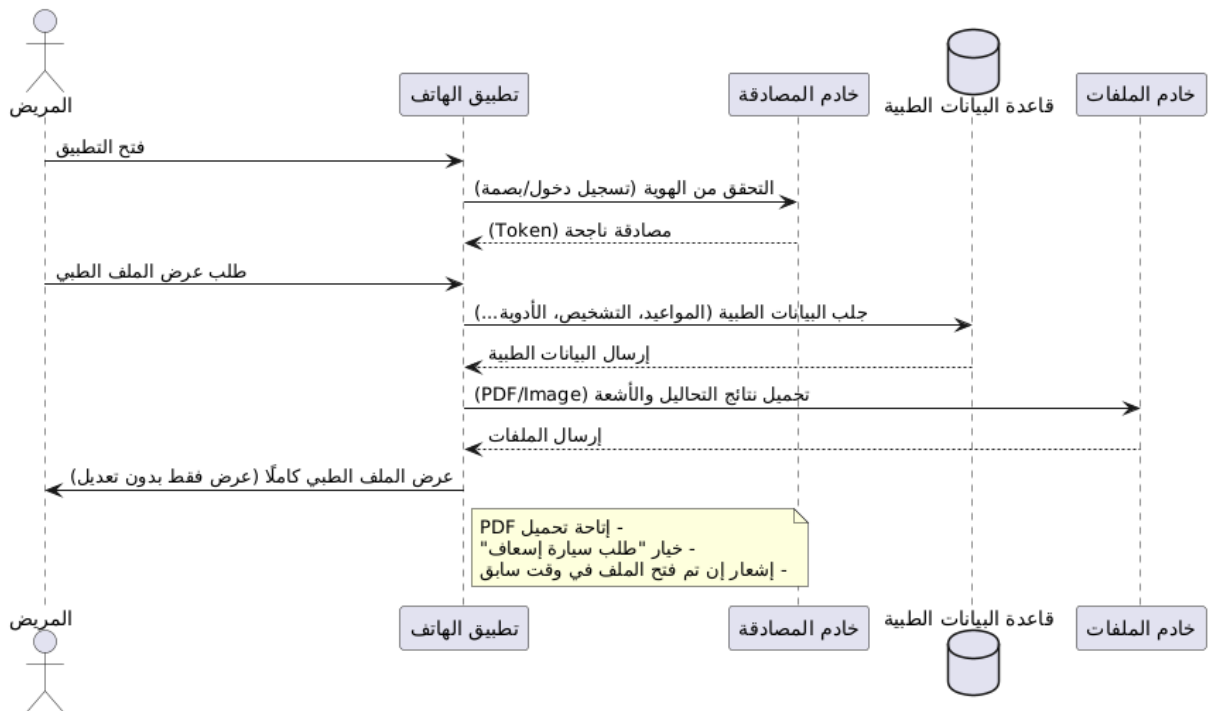 المريض
تطبيق الهاتف
خادم المصادقة
قاعدة البيانات الطبية
خادم الملفات
فتح التطبيق
التحقق من الهوية (تسجيل دخول/بصمة)
مصادقة ناجحة (Token)
طلب عرض الملف الطبي
جلب البيانات الطبية (المواعيد، التشخيص، الأدوية...)
إرسال البيانات الطبية
تحميل نتائج التحاليل والأشعة (PDF/Image)
إرسال الملفات
عرض الملف الطبي كاملًا (عرض فقط بدون تعديل)
- إتاحة تحميل PDF
- خيار "طلب سيارة إسعاف"
- إشعار إن تم فتح الملف في وقت سابق
المريض
تطبيق الهاتف
خادم المصادقة
قاعدة البيانات الطبية
خادم الملفات